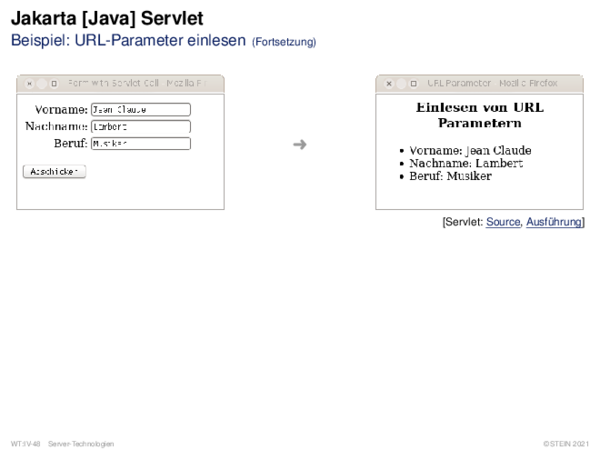 Jakarta [Java] Servlet
Beispiel: URL-Parameter einlesen (Fortsetzung)
Form with Servlet Call - Mozilla Fir
Vorname: Jean Claude
Nachname: Lambert
Beruf: Musiker
Abschicken
➜
URL Parameter - Mozilla Firefox
Einlesen von URL
Parametern
• Vorname: Jean Claude
• Nachname: Lambert
• Beruf: Musiker
[Servlet: Source, Ausführung]
WT:IV-48 Server-Technologien
©STEIN 2021